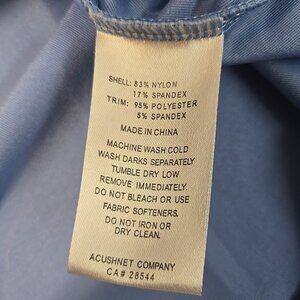 SHELL: 83% NYLON
17% SPANDEX
TRIM: 95% POLYESTER
5% SPANDEX
MADE IN CHINA
MACHINE WASH COLD
WASH DARKS SEPARATELY
TUMBLE DRY LOW
REMOVE IMMEDIATELY.
DO NOT BLEACH OR USE
FABRIC SOFTENERS.
DO NOT IRON OR
DRY CLEAN.
ACUSHNET COMPANY
CA# 28544